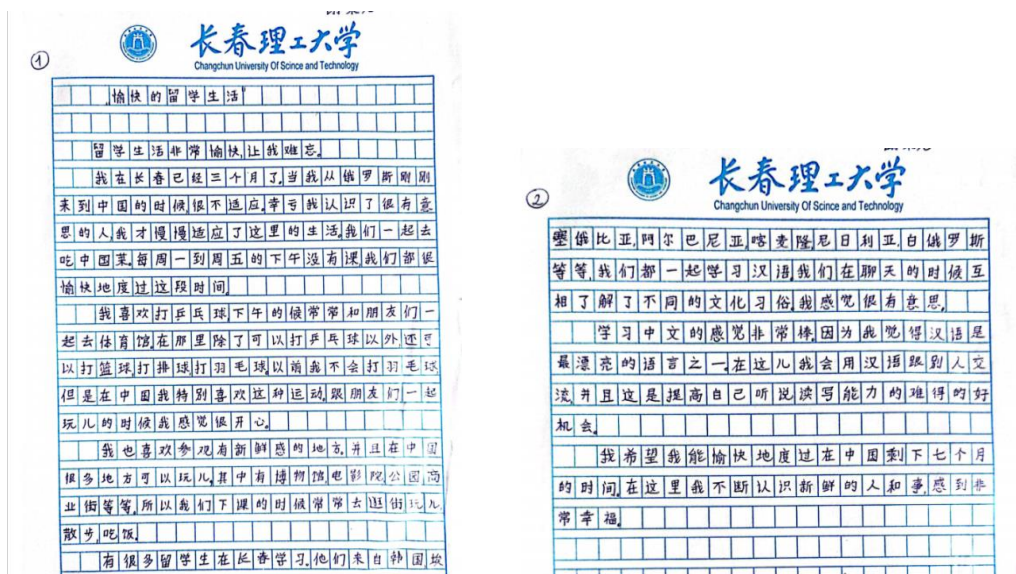 ①
长春理工大学
Changchun University Of Scince and Technology
"愉快的留学生活"
留学生活非常愉快,让我难忘。
我在长春已经三个月了。当我从俄罗斯刚刚
来到中国的时候,很不适应。幸亏我认识了很有意
思的人,我才慢慢适应了这里的生活。我们一起去
吃中国菜。每周一到周五的下午没有课,我们都很
愉快地度过这段时间。
我喜欢打乒乓球下午的候常常和朋友们一
起去体育馆,在那里除了可以打乒乓球以外,还可
以打篮球,打排球,打羽毛球。以前我不会打羽毛球,
但是在中国我特别喜欢这种运动。跟朋友们一起
玩儿的时候我感觉很开心。
我也喜欢参观有新鲜感的地方。并且在中国
很多地方可以玩儿,其中有博物馆,电影院,公园,商
业街等等,所以我们下课的时候常常去逛街,玩儿,
散步,吃饭。
有很多留学生在长春学习。他们来自韩国,埃
②
长春理工大学
Changchun University Of Scince and Technology
塞俄比亚,阿尔巴尼亚,喀麦隆,尼日利亚,白俄罗斯
等等,我们都一起学习汉语。我们在聊天的时候互
相了解了不同的文化习俗。我感觉很有意思。
学习中文的感觉非常棒。因为我觉得汉语是
最漂亮的语言之一。在这儿我会用汉语跟别人交
流,并且这是提高自己听说读写能力的难得的好
机会。
我希望我能愉快地度过在中国剩下七个月
的时间。在这里我不断认识新鲜的人和事,感到非
常幸福。